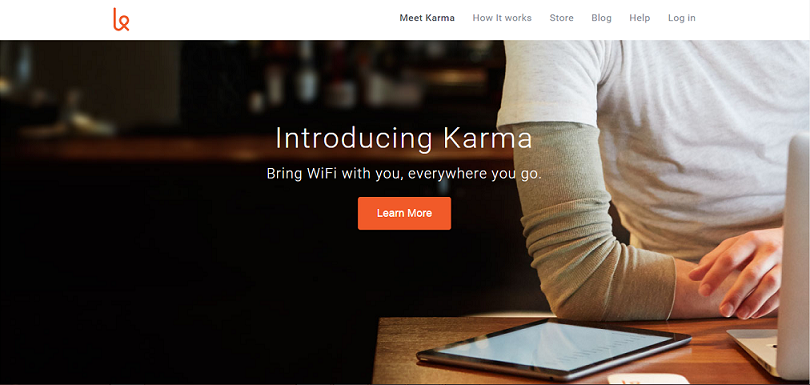 Meet Karma How It works Store Blog Help Log in
Introducing Karma
Bring WiFi with you, everywhere you go.
Learn More